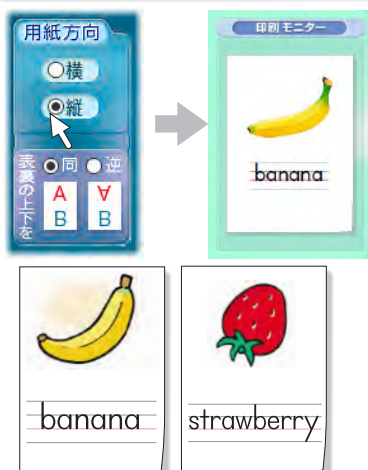 用紙方向
横
縦
表裏の上下を
同 逆
A A
B B
印刷モニター
banana
banana
strawberry